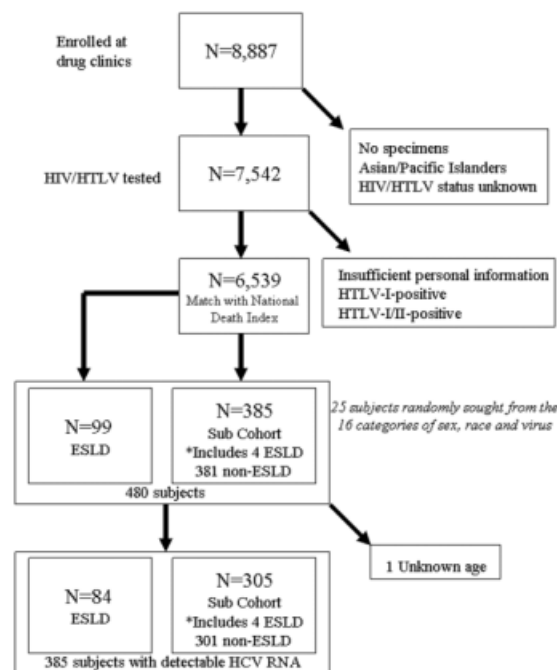 Enrolled at
drug clinics
N=8,887
No specimens
Asian/Pacific Islanders
HIV/HTLV status unknown
HIV/HTLV tested
N=7,542
Insufficient personal information
HTLV-I-positive
HTLV-I/II-positive
N=6,539
Match with National
Death Index
25 subjects randomly sought from the
16 categories of sex, race and virus
N=99
ESLD
N=385
Sub Cohort
*Includes 4 ESLD
381 non-ESLD
480 subjects
1 Unknown age
N=84
ESLD
N=305
Sub Cohort
*Includes 4 ESLD
301 non-ESLD
385 subjects with detectable HCV RNA